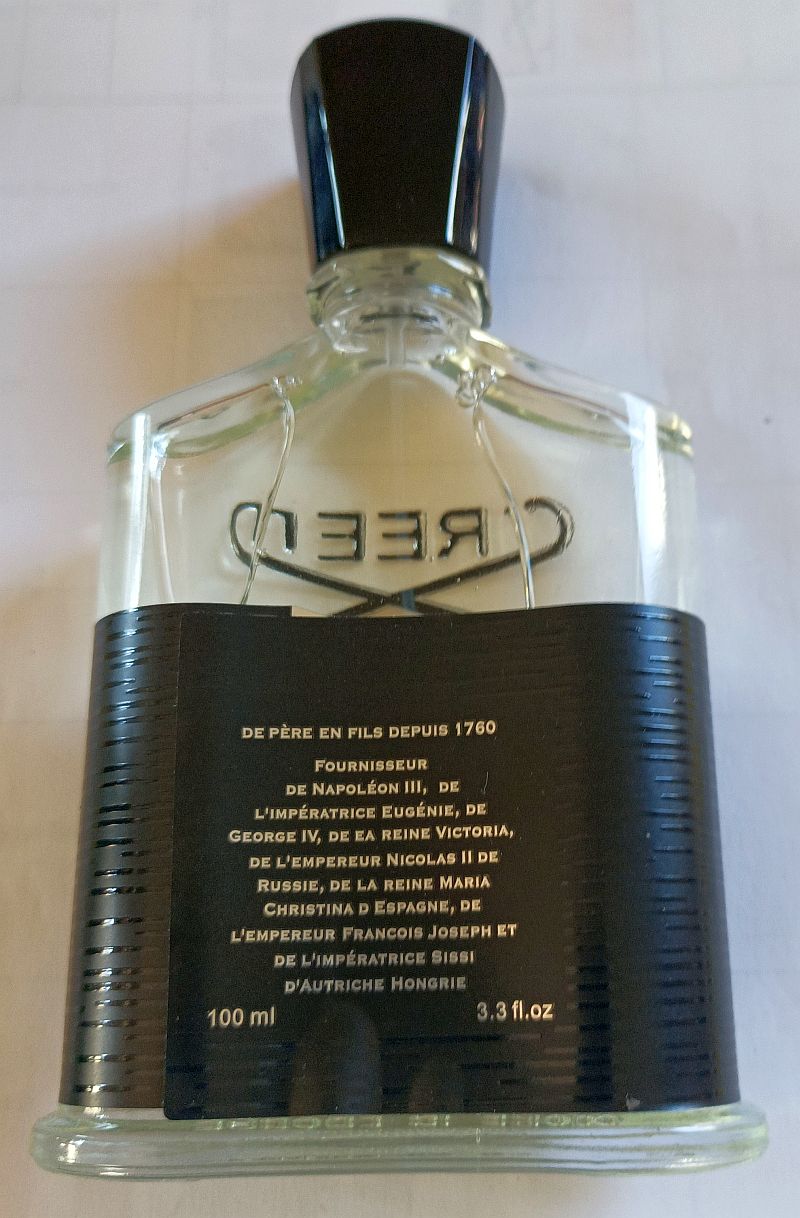 CREED
DE PÈRE EN FILS DEPUIS 1760
FOURNISSEUR
DE NAPOLÉON III, DE
L'IMPÉRATRICE EUGÉNIE, DE
GEORGE IV, DE EA REINE VICTORIA,
DE L'EMPEREUR NICOLAS II DE
RUSSIE, DE LA REINE MARIA
CHRISTINA D ESPAGNE, DE
L'EMPEREUR FRANCOIS JOSEPH ET
DE L'IMPÉRATRICE SISSI
D'AUTRICHE HONGRIE
100 ml 3.3 fl.oz